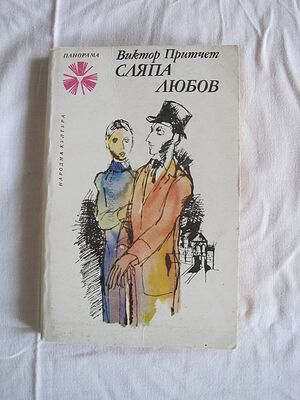 ПАНОРАМА
Виктор Притчет
СЛЯПА
ЛЮБОВ
НАРОДНА КУЛТУРА